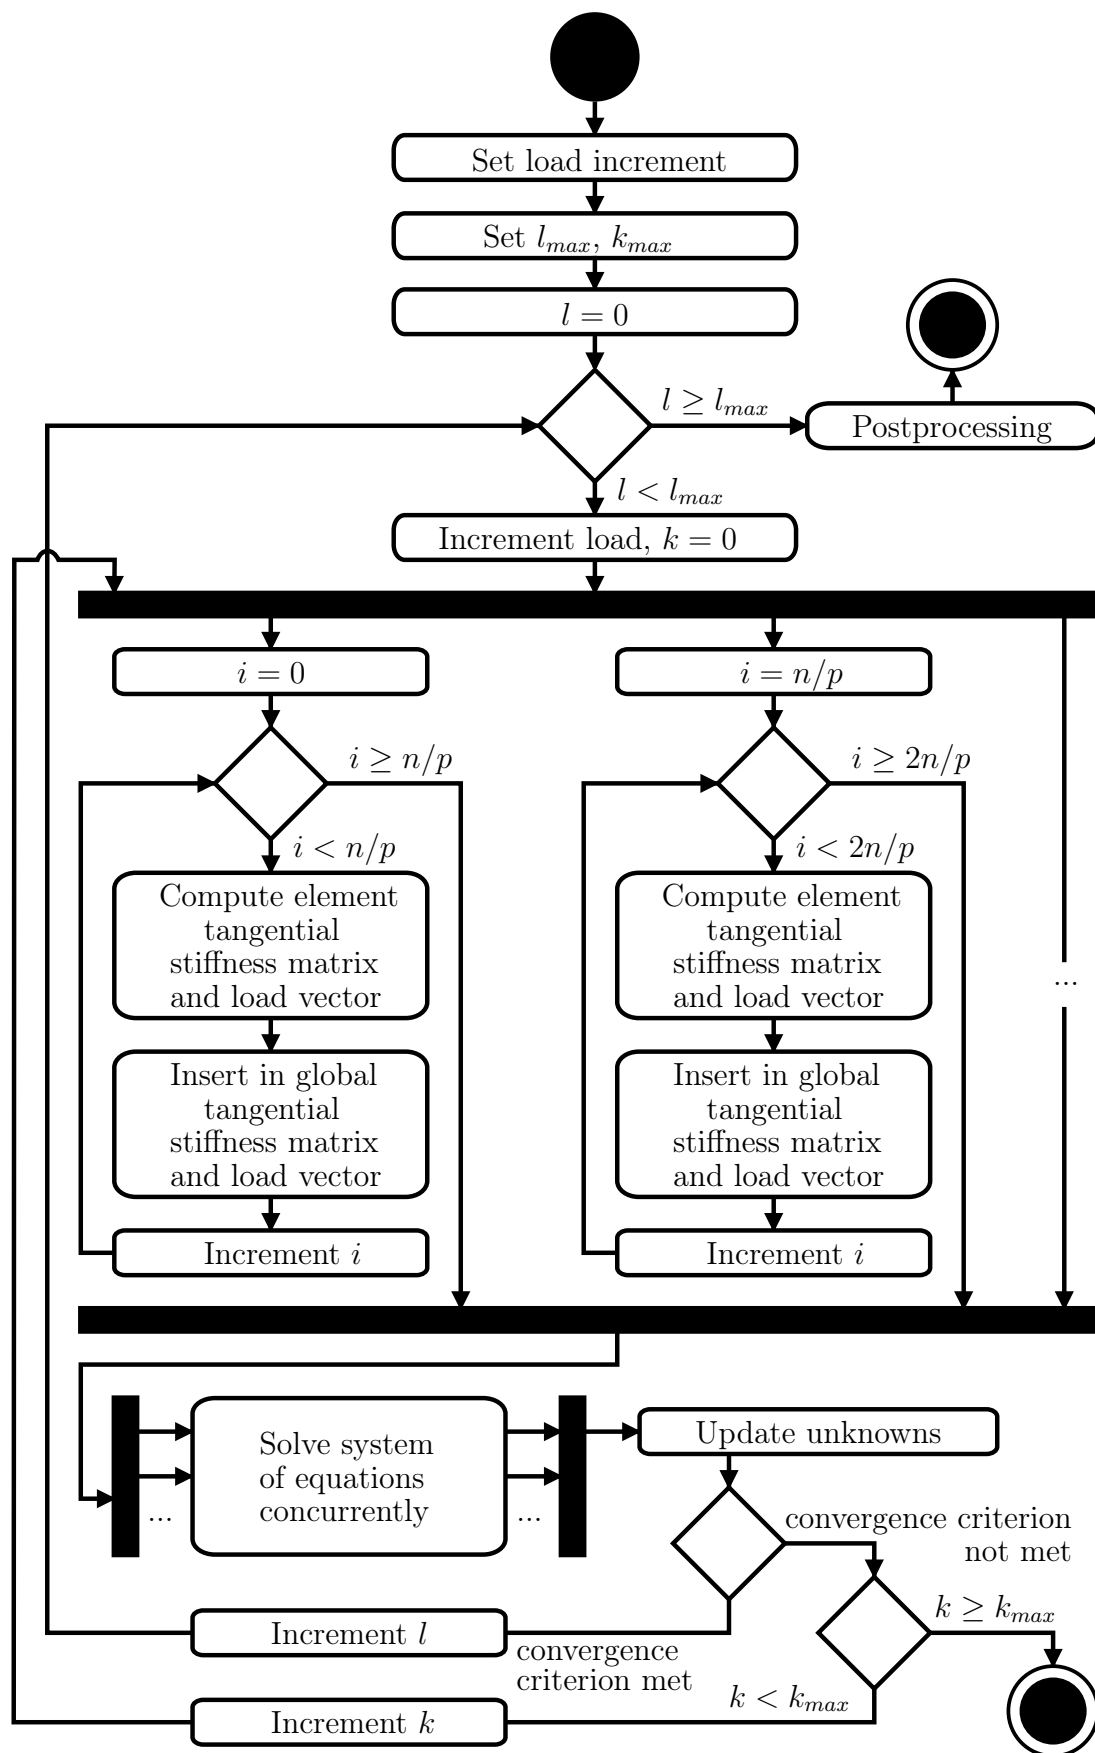 Set load increment
Set l_max, k_max
l = 0
l ≥ l_max
Postprocessing
l < l_max
Increment load, k = 0
i = 0
i ≥ n/p
i < n/p
Compute element
tangential
stiffness matrix
and load vector
Insert in global
tangential
stiffness matrix
and load vector
Increment i
i = n/p
i ≥ 2n/p
i < 2n/p
Compute element
tangential
stiffness matrix
and load vector
Insert in global
tangential
stiffness matrix
and load vector
Increment i
...
...
Solve system
of equations
concurrently
...
Update unknowns
convergence criterion
not met
k ≥ k_max
convergence
criterion met
Increment l
k < k_max
Increment k